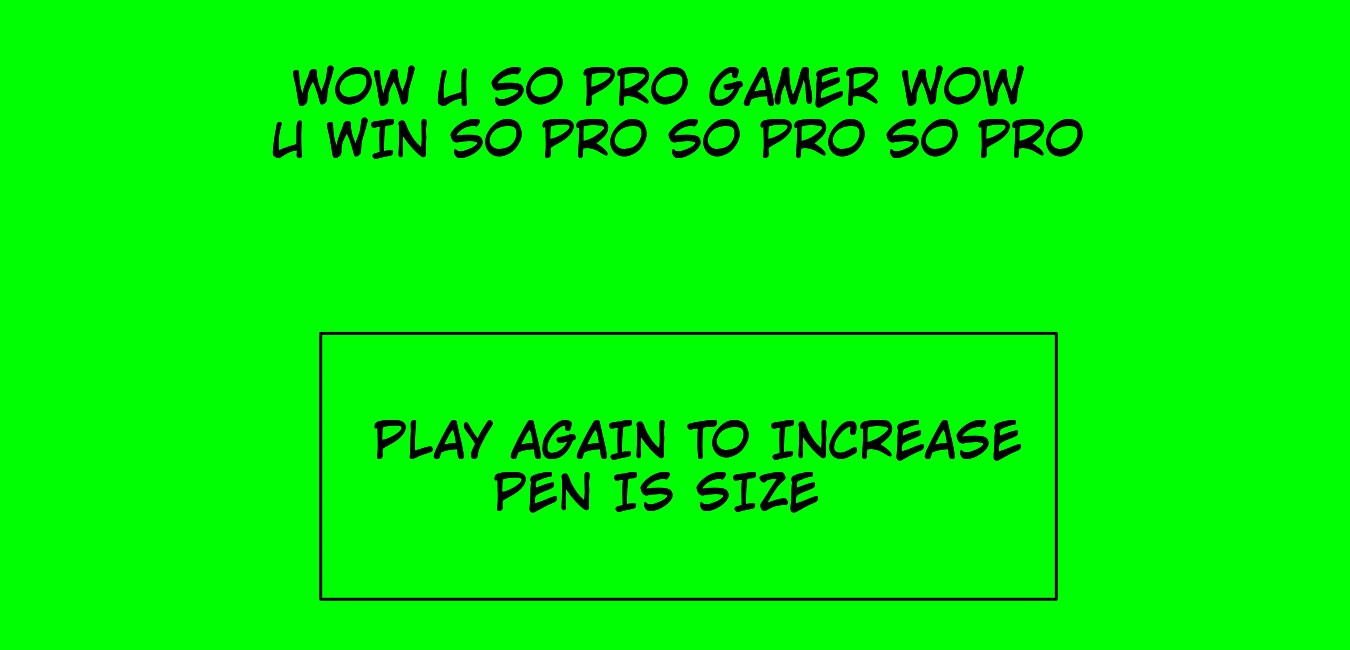 WOW U SO PRO GAMER WOW
U WIN SO PRO SO PRO SO PRO
PLAY AGAIN TO INCREASE
PEN IS SIZE